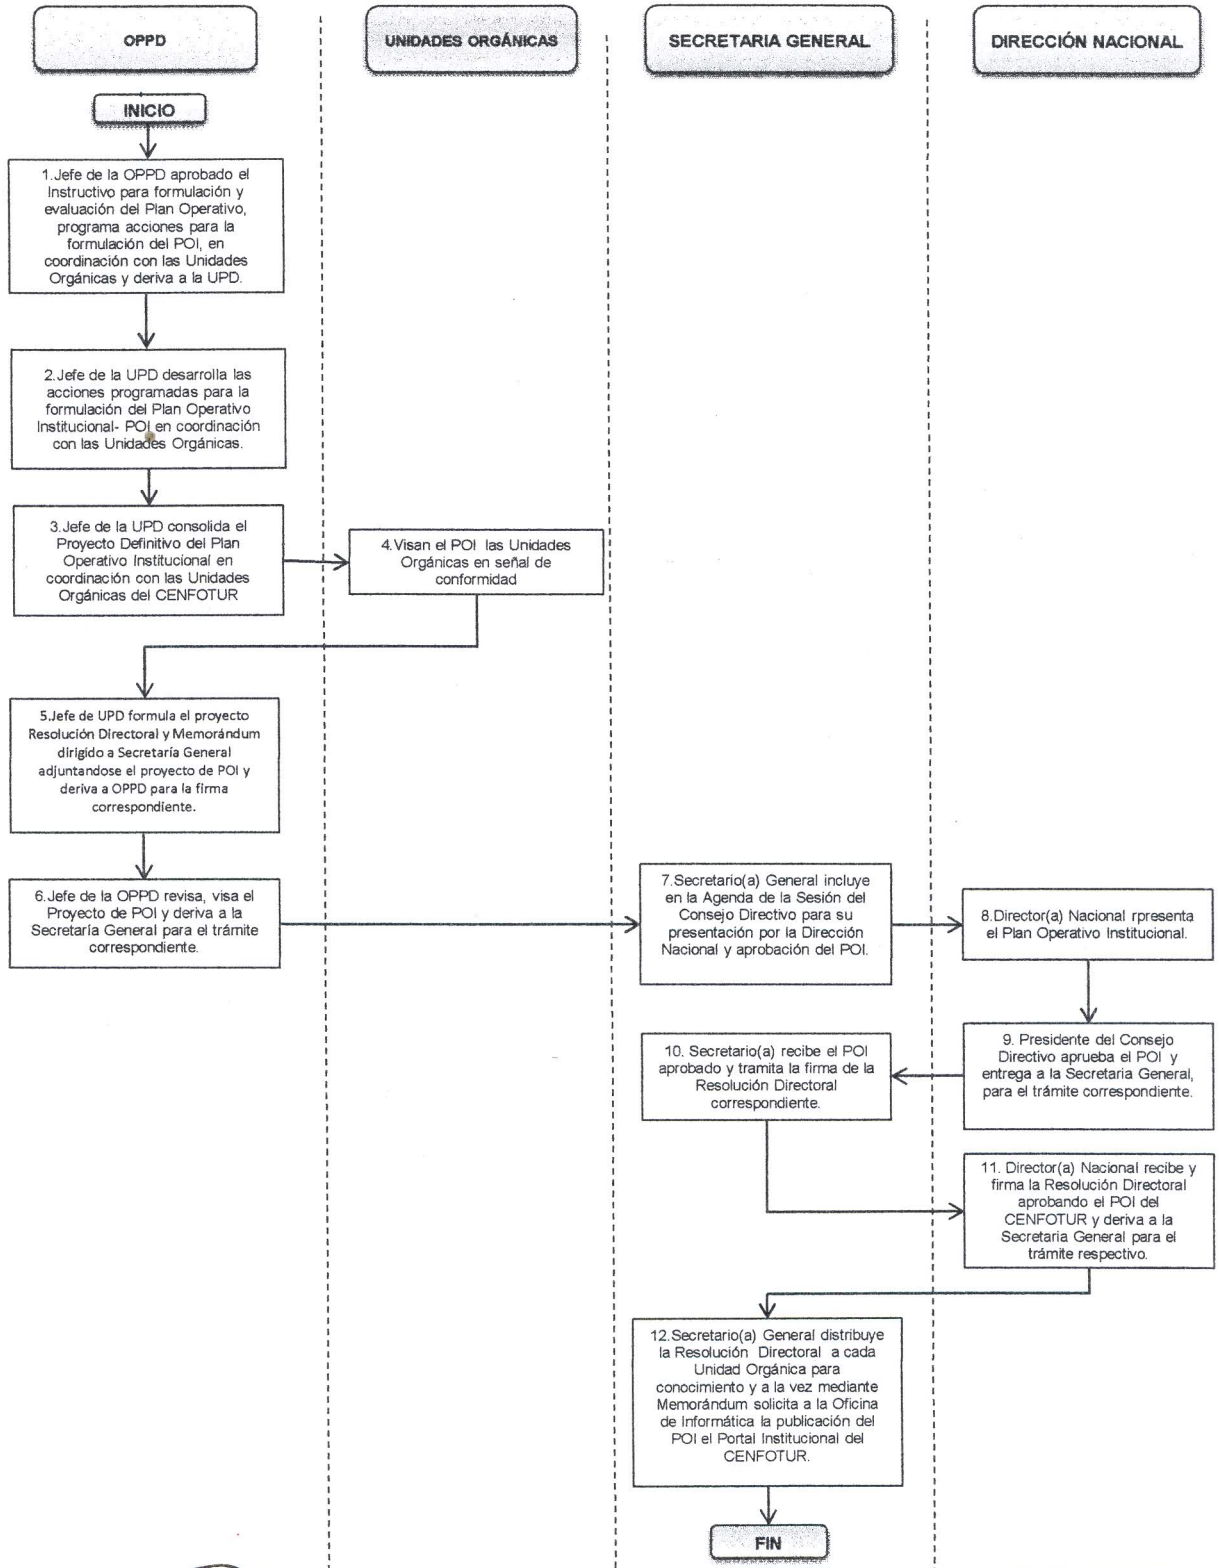 OPPD
UNIDADES ORGÁNICAS
SECRETARIA GENERAL
DIRECCIÓN NACIONAL
INICIO
1.Jefe de la OPPD aprobado el
Instructivo para formulación y
evaluación del Plan Operativo,
programa acciones para la
formulación del POI, en
coordinación con las Unidades
Orgánicas y deriva a la UPD.
2.Jefe de la UPD desarrolla las
acciones programadas para la
formulación del Plan Operativo
Institucional- POI en coordinación
con las Unidades Orgánicas.
3.Jefe de la UPD consolida el
Proyecto Definitivo del Plan
Operativo Institucional en
coordinación con las Unidades
Orgánicas del CENFOTUR
4.Visan el POI las Unidades
Orgánicas en señal de
conformidad
5.Jefe de UPD formula el proyecto
Resolución Directoral y Memorándum
dirigido a Secretaría General
adjuntandose el proyecto de POI y
deriva a OPPD para la firma
correspondiente.
6.Jefe de la OPPD revisa, visa el
Proyecto de POI y deriva a la
Secretaría General para el trámite
correspondiente.
7.Secretario(a) General incluye
en la Agenda de la Sesión del
Consejo Directivo para su
presentación por la Dirección
Nacional y aprobación del POI.
8.Director(a) Nacional rpresenta
el Plan Operativo Institucional.
9. Presidente del Consejo
Directivo aprueba el POI y
entrega a la Secretaria General,
para el trámite correspondiente.
10. Secretario(a) recibe el POI
aprobado y tramita la firma de la
Resolución Directoral
correspondiente.
11. Director(a) Nacional recibe y
firma la Resolución Directoral
aprobando el POI del
CENFOTUR y deriva a la
Secretaria General para el
trámite respectivo.
12.Secretario(a) General distribuye
la Resolución Directoral a cada
Unidad Orgánica para
conocimiento y a la vez mediante
Memorándum solicita a la Oficina
de Informática la publicación del
POI el Portal Institucional del
CENFOTUR.
FIN